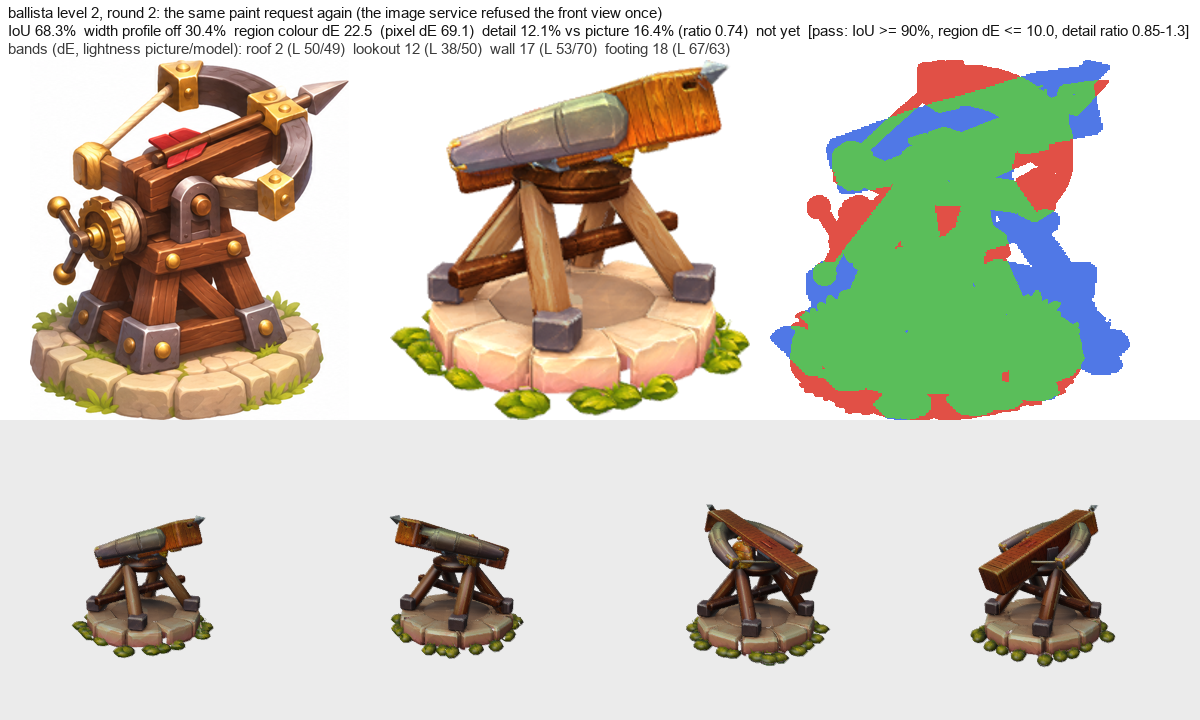 ballista level 2, round 2: the same paint request again (the image service refused the front view once)
IoU 68.3%  width profile off 30.4%  region colour dE 22.5  (pixel dE 69.1)  detail 12.1% vs picture 16.4% (ratio 0.74)  not yet  [pass: IoU >= 90%, region dE <= 10.0, detail ratio 0.85-1.3]
bands (dE, lightness picture/model): roof 2 (L 50/49)  lookout 12 (L 38/50)  wall 17 (L 53/70)  footing 18 (L 67/63)